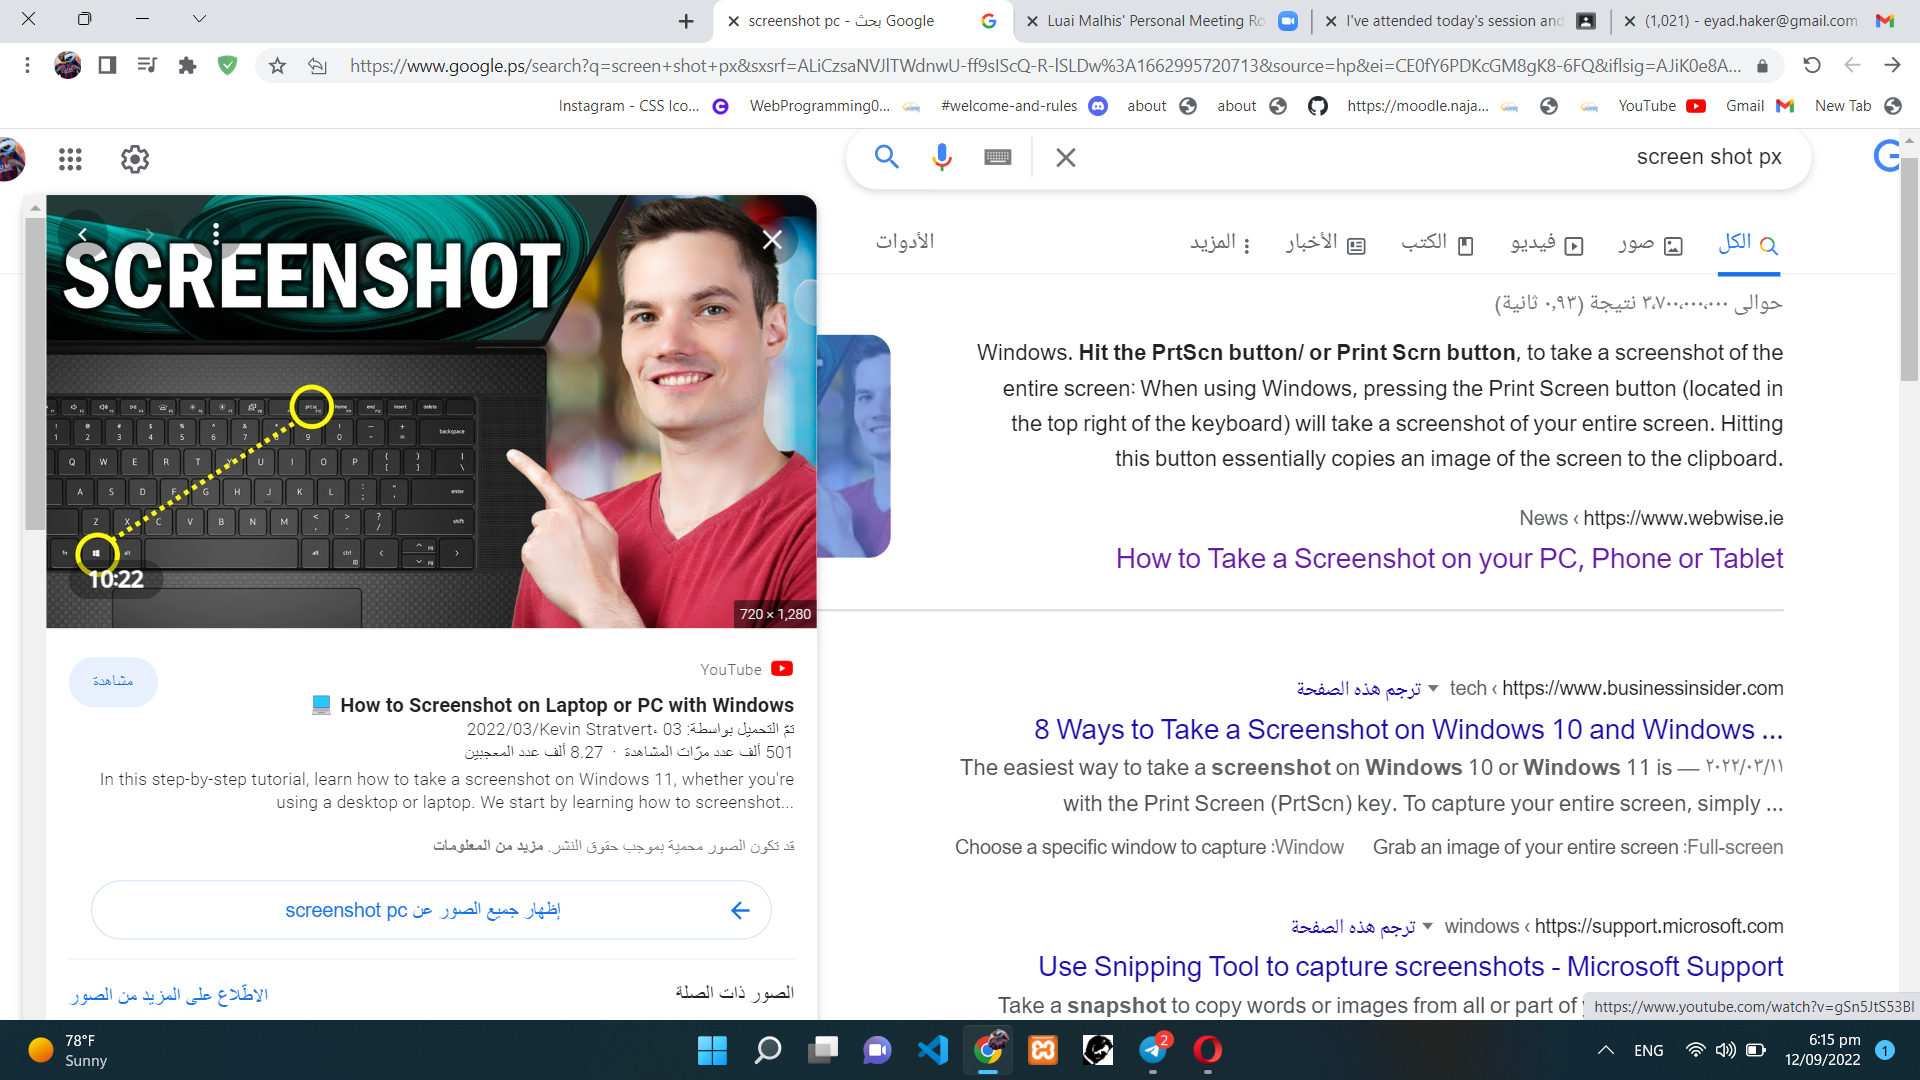 screenshot pc - بحث Google
Luai Malhis' Personal Meeting Ro
I've attended today's session and
(1,021) - eyad.haker@gmail.com
https://www.google.ps/search?q=screen+shot+px&sxsrf=ALiCzsaNVJlTWdnwU-ff9sIScQ-R-lSLDw%3A1662995720713&source=hp&ei=CE0fY6PDKcGM8gK8-6FQ&iflsig=AJiK0e8A...
Instagram - CSS Ico...
WebProgramming0...
#welcome-and-rules
about
about
https://moodle.naja...
YouTube
Gmail
New Tab
screen shot px
الكل
صور
فيديو
الكتب
الأخبار
المزيد
الأدوات
حوالى ٣،٧٠٠،٠٠٠،٠٠٠ نتيجة (٠,٩٣ ثانية)
Windows. Hit the PrtScn button/ or Print Scrn button, to take a screenshot of the
entire screen: When using Windows, pressing the Print Screen button (located in
the top right of the keyboard) will take a screenshot of your entire screen. Hitting
this button essentially copies an image of the screen to the clipboard.
https://www.webwise.ie › News
How to Take a Screenshot on your PC, Phone or Tablet
https://www.businessinsider.com › tech
ترجم هذه الصفحة
8 Ways to Take a Screenshot on Windows 10 and Windows ...
٢٠٢٢/٠٣/١١ — The easiest way to take a screenshot on Windows 10 or Windows 11 is
with the Print Screen (PrtScn) key. To capture your entire screen, simply ...
Full-screen: Grab an image of your entire screen
Window: Choose a specific window to capture
https://support.microsoft.com › windows
ترجم هذه الصفحة
Use Snipping Tool to capture screenshots - Microsoft Support
Take a snapshot to copy words or images from all or part of
https://www.youtube.com/watch?v=gSn5JtS53BI
SCREENSHOT
10:22
720 × 1,280
YouTube
مشاهدة
How to Screenshot on Laptop or PC with Windows
تمّ التحميل بواسطة: Kevin Stratvert، 03‏/03‏/2022
501 ألف عدد مرّات المشاهدة · 8.27 ألف عدد المعجبين
In this step-by-step tutorial, learn how to take a screenshot on Windows 11, whether you're
using a desktop or laptop. We start by learning how to screenshot...
قد تكون الصور محمية بموجب حقوق النشر. مزيد من المعلومات
إظهار جميع الصور عن screenshot pc
الصور ذات الصلة
الاطّلاع على المزيد من الصور
78°F
Sunny
2
ENG
6:15 pm
12/09/2022
1